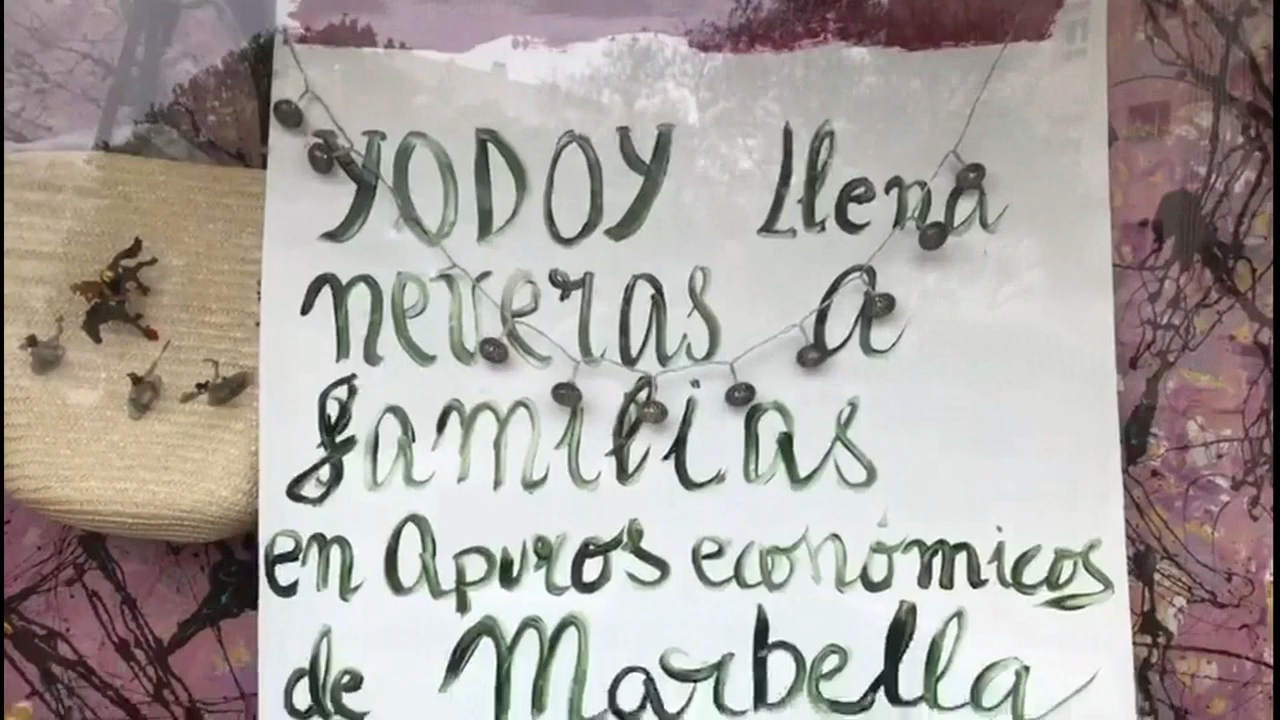 YODOY llena
neveras a
familias
en Apuros económicos
de Marbella